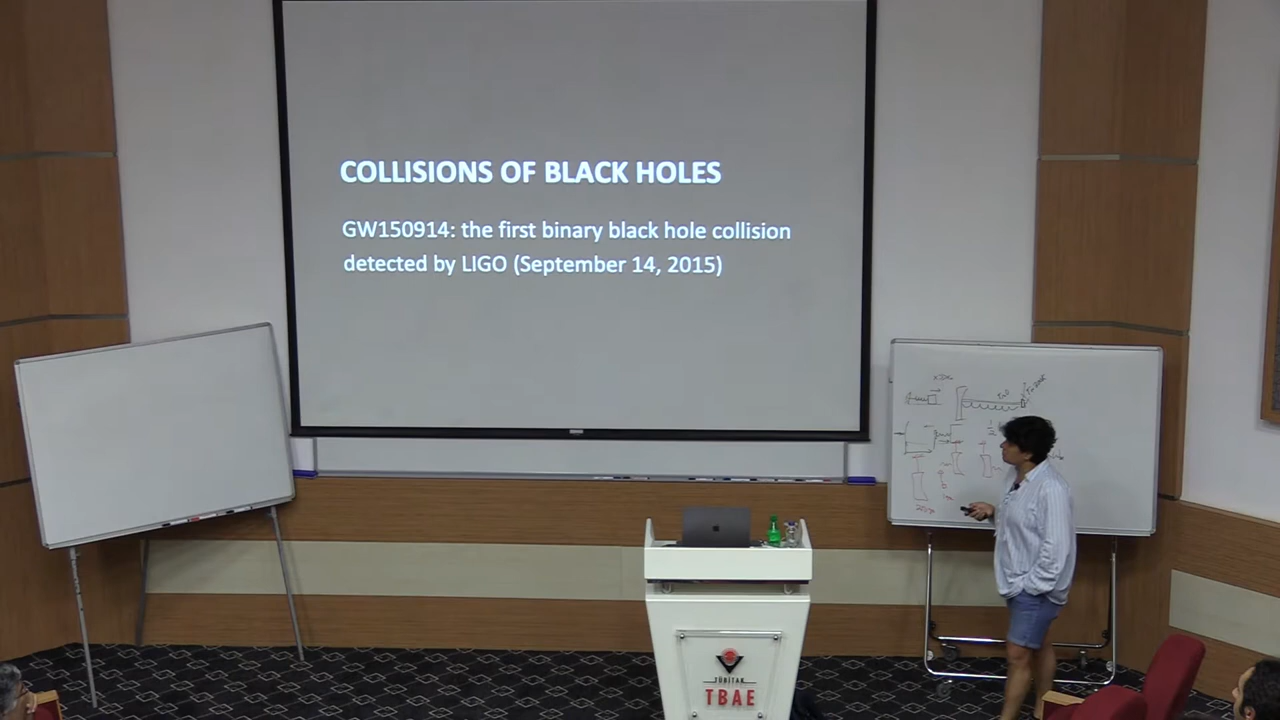 COLLISIONS OF BLACK HOLES
GW150914: the first binary black hole collision
detected by LIGO (September 14, 2015)
TÜBİTAK
TBAE